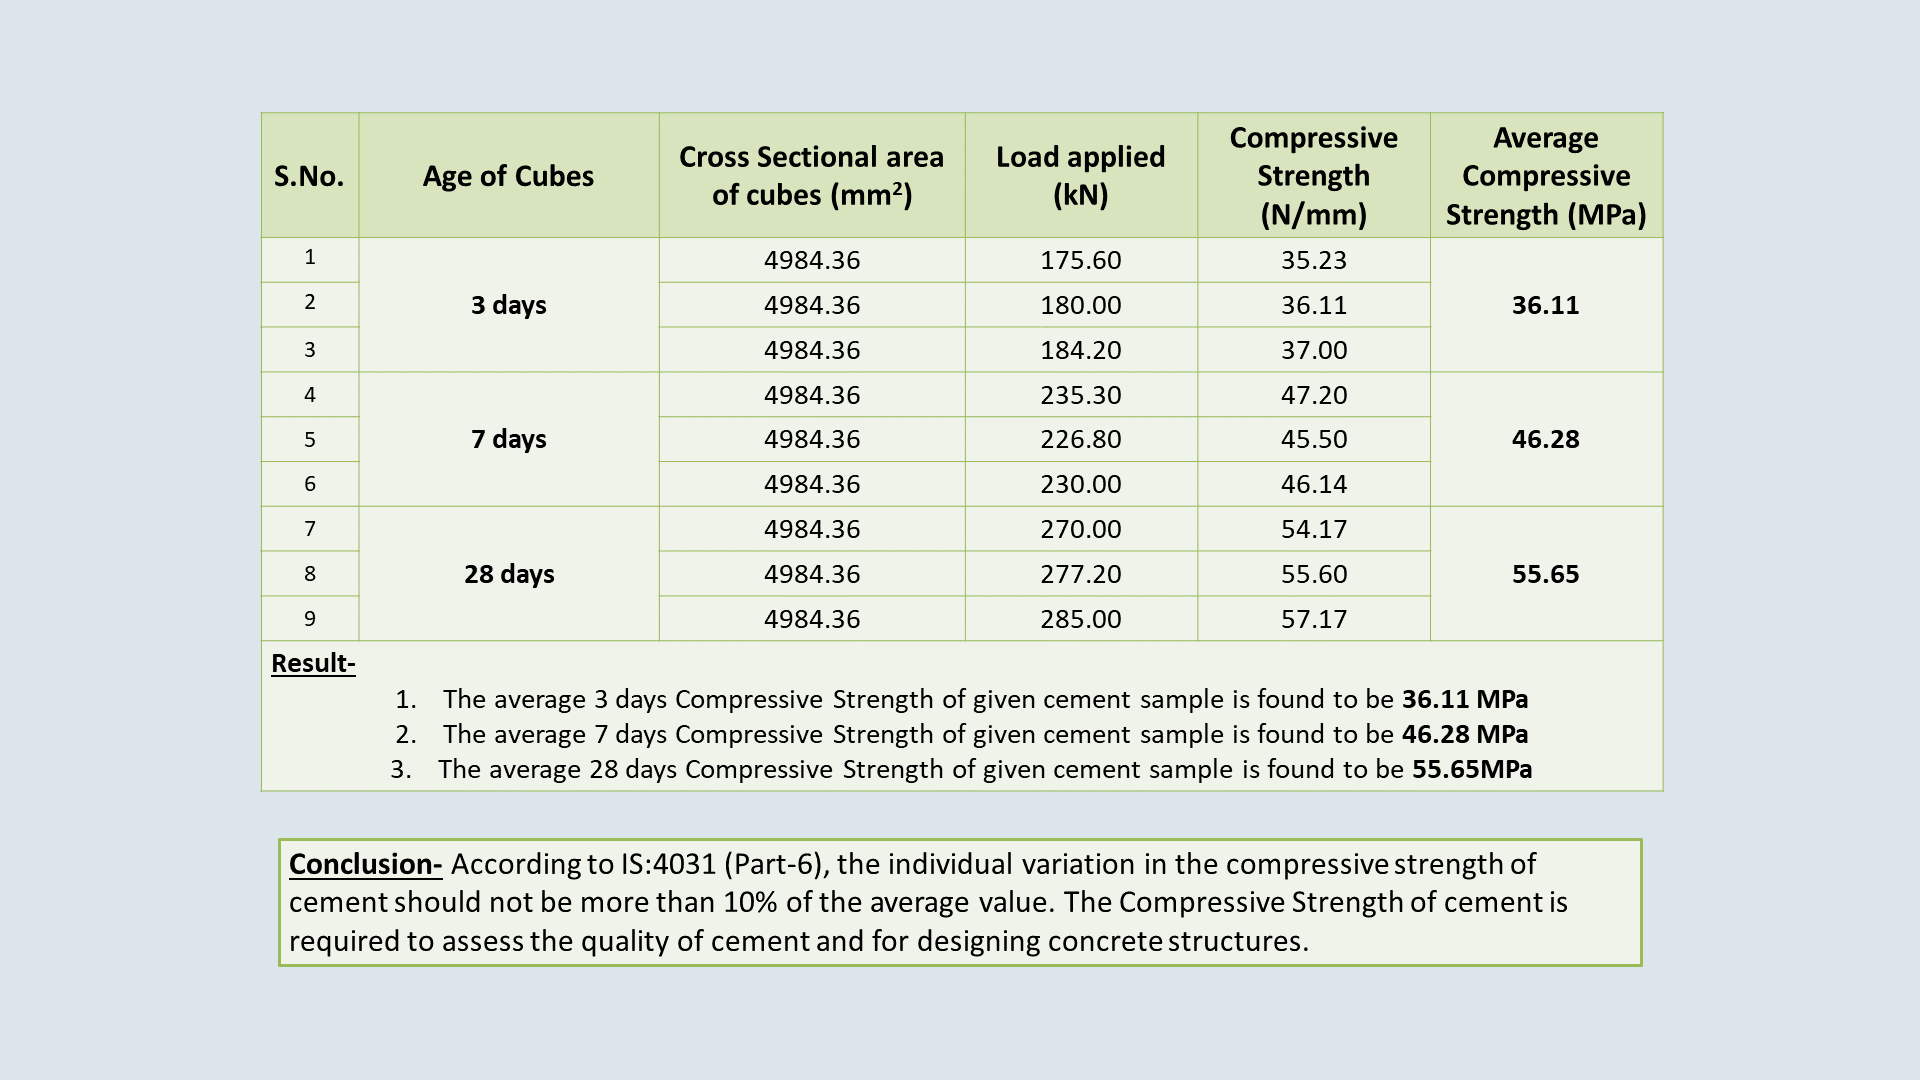 S.No. Age of Cubes Cross Sectional area of cubes (mm²) Load applied (kN) Compressive Strength (N/mm) Average Compressive Strength (MPa)
1 3 days 4984.36 175.60 35.23 36.11
2 4984.36 180.00 36.11
3 4984.36 184.20 37.00
4 7 days 4984.36 235.30 47.20 46.28
5 4984.36 226.80 45.50
6 4984.36 230.00 46.14
7 28 days 4984.36 270.00 54.17 55.65
8 4984.36 277.20 55.60
9 4984.36 285.00 57.17
Result-
1. The average 3 days Compressive Strength of given cement sample is found to be 36.11 MPa
2. The average 7 days Compressive Strength of given cement sample is found to be 46.28 MPa
3. The average 28 days Compressive Strength of given cement sample is found to be 55.65MPa
Conclusion- According to IS:4031 (Part-6), the individual variation in the compressive strength of
cement should not be more than 10% of the average value. The Compressive Strength of cement is
required to assess the quality of cement and for designing concrete structures.